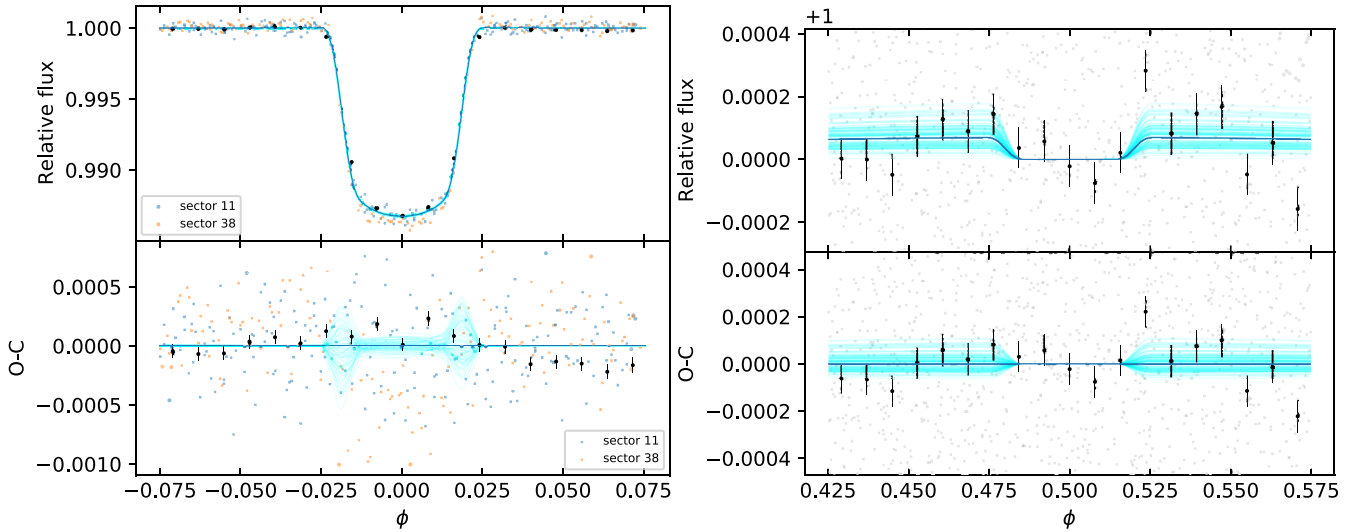 1.000
0.995
0.990
Relative flux
sector 11
sector 38
0.0005
0.0000
−0.0005
−0.0010
O-C
sector 11
sector 38
−0.075 −0.050 −0.025 0.000 0.025 0.050 0.075
ϕ
+1
0.0004
0.0002
0.0000
−0.0002
Relative flux
0.0004
0.0002
0.0000
−0.0002
−0.0004
O-C
0.425 0.450 0.475 0.500 0.525 0.550 0.575
ϕ